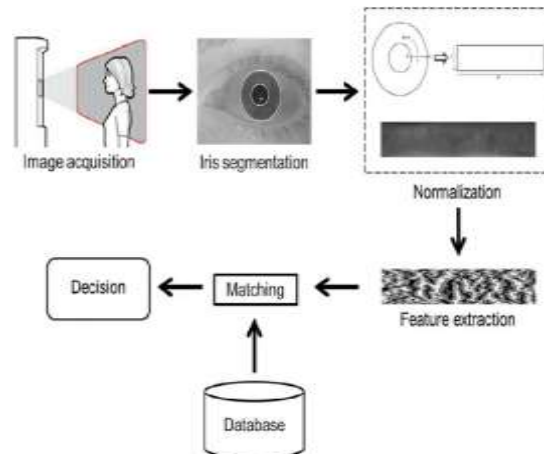 Image acquisition
Iris segmentation
Normalization
Feature extraction
Matching
Decision
Database